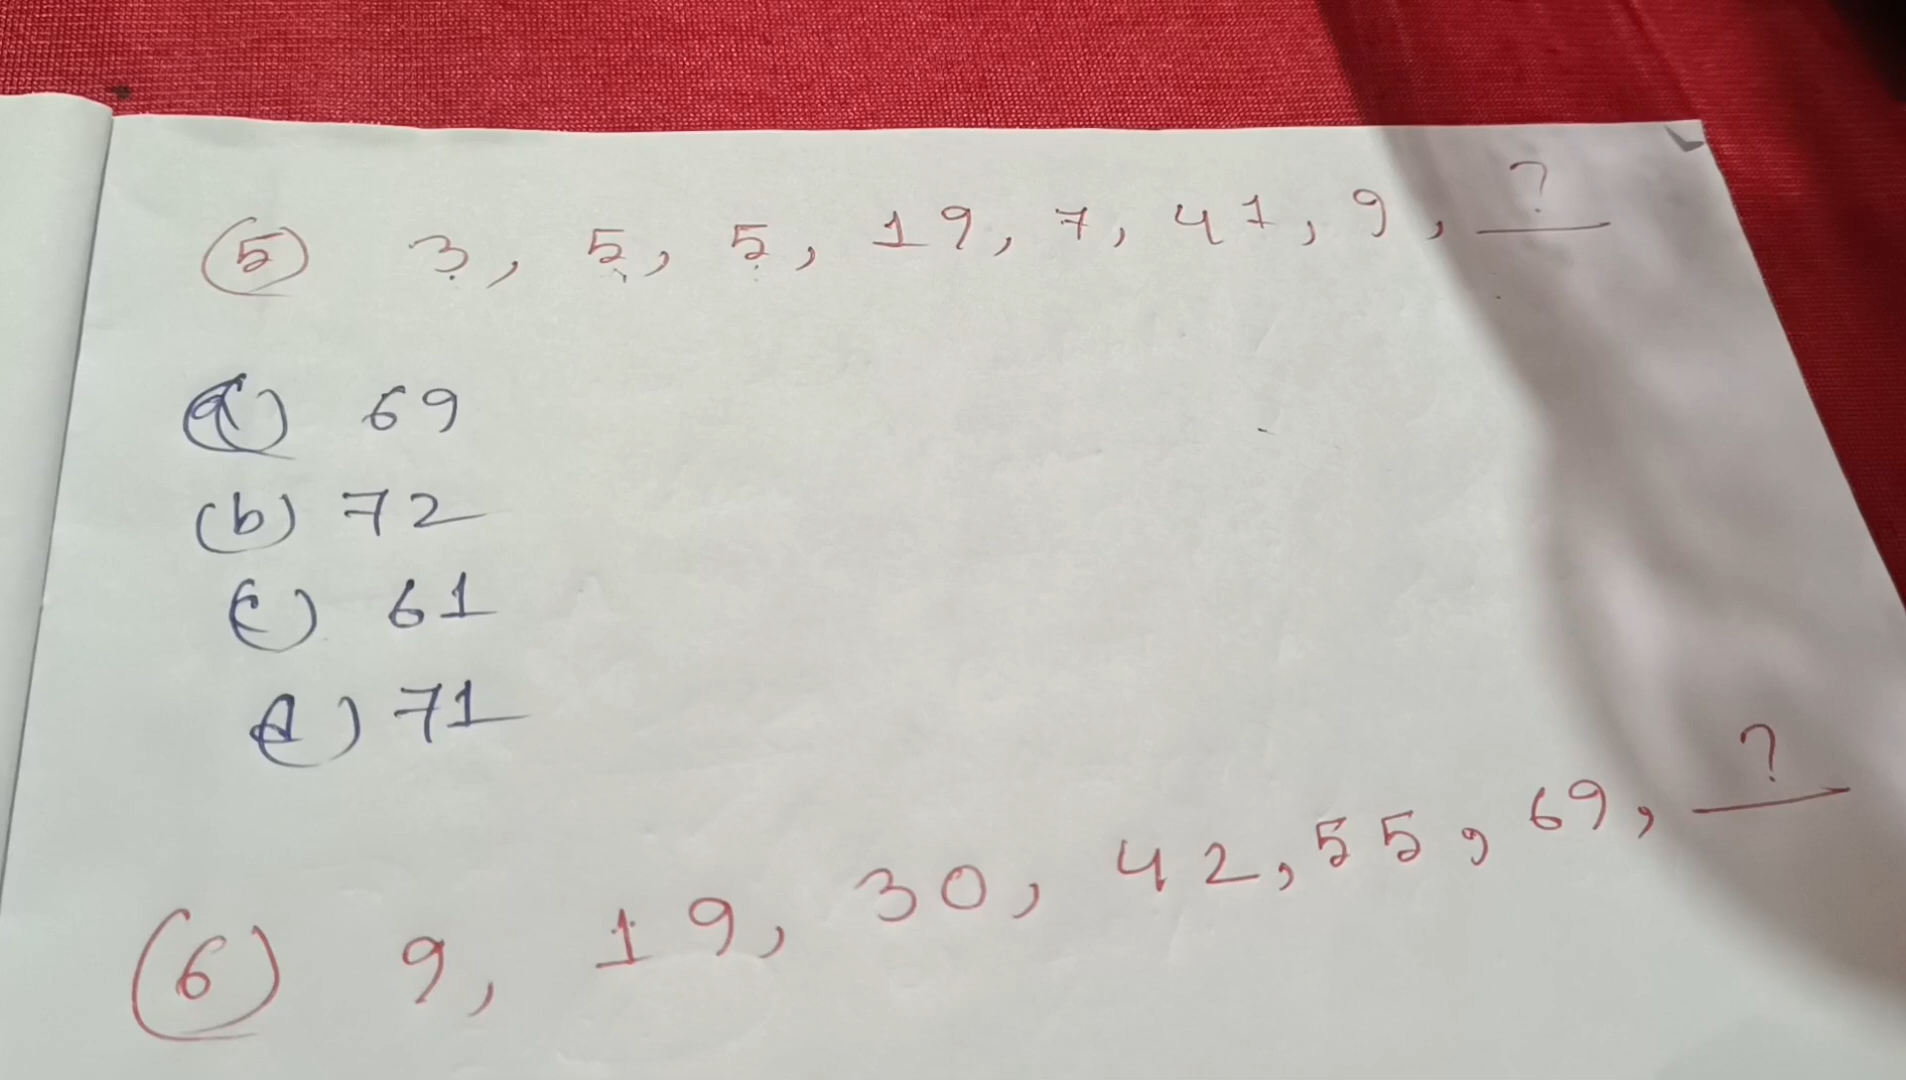 (5) 3, 5, 5, 19, 7, 41, 9, ?
(a) 69
(b) 72
(c) 61
(d) 71
(6) 9, 19, 30, 42, 55, 69, ?